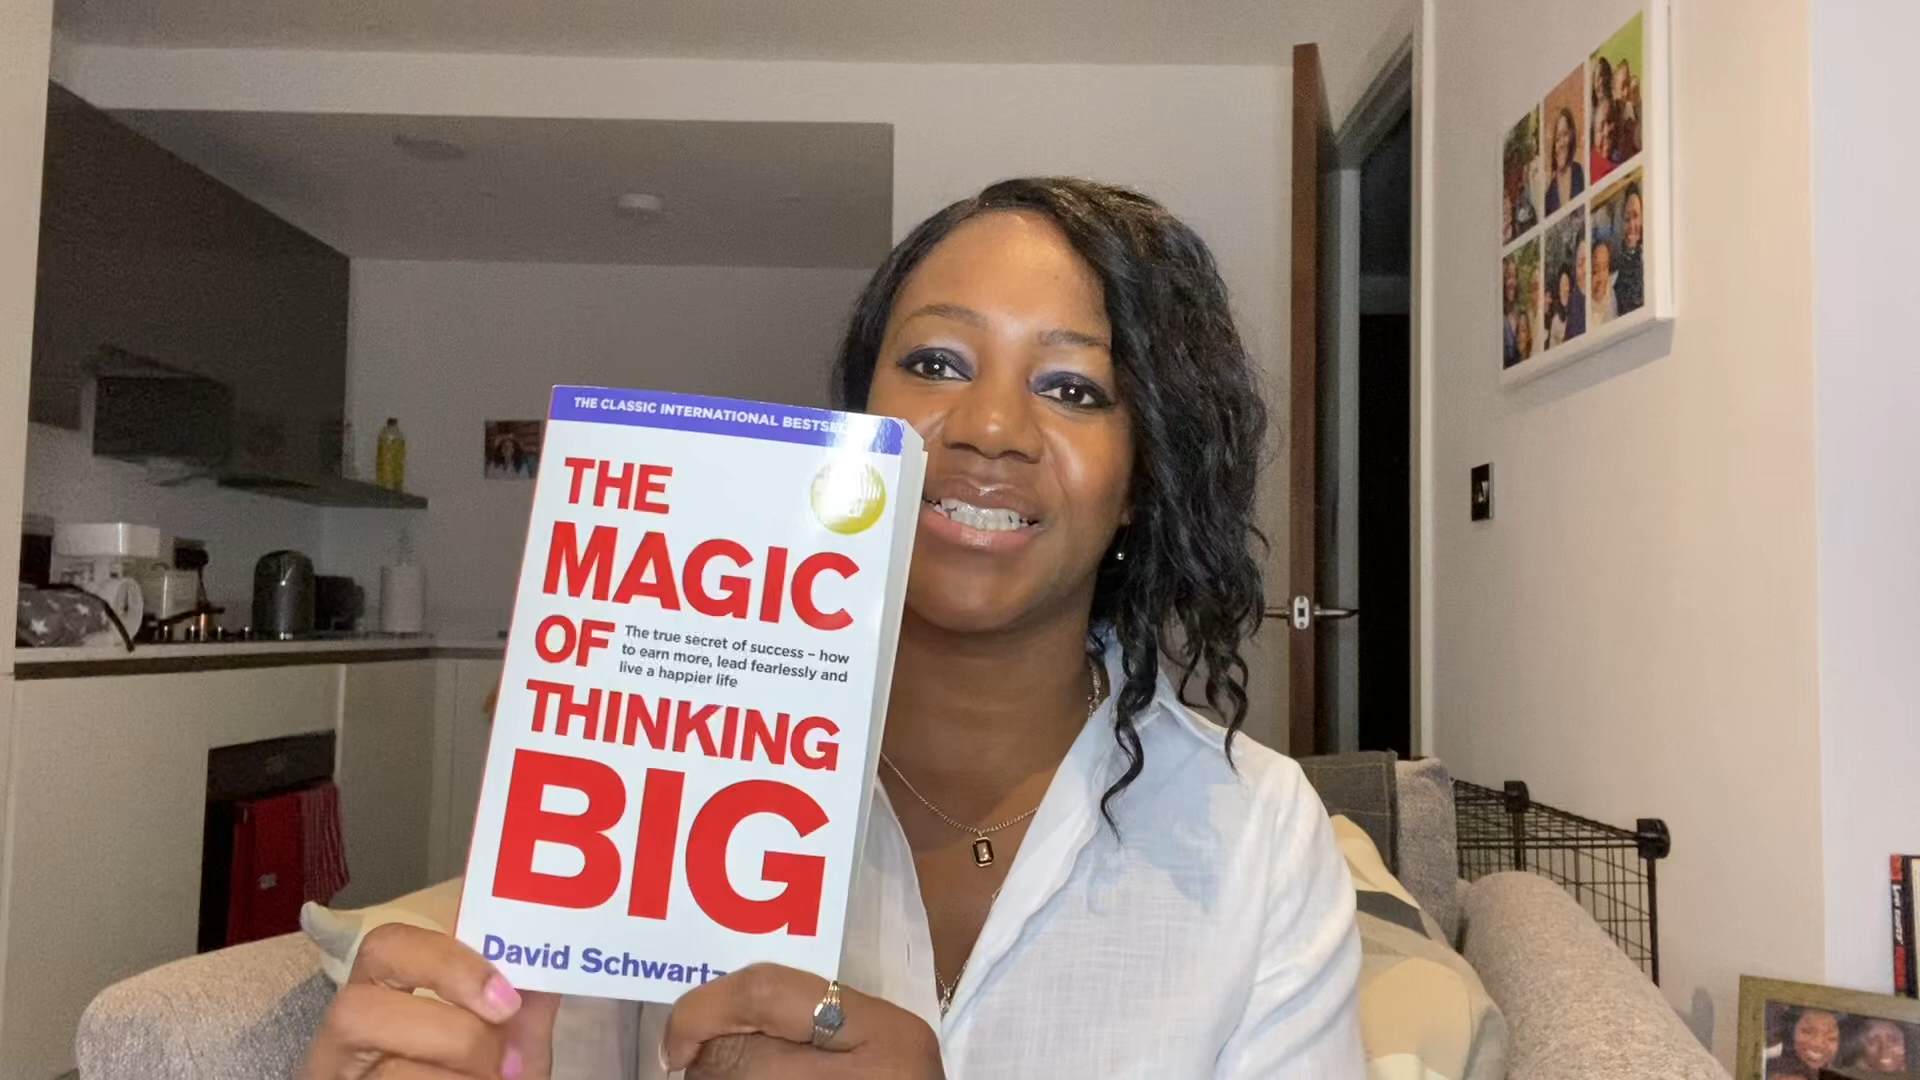 THE CLASSIC INTERNATIONAL
THE
MAGIC
OF
The true secret of success – how
to earn more, lead fearlessly and
live a happier life
THINKING
BIG
David Schwartz